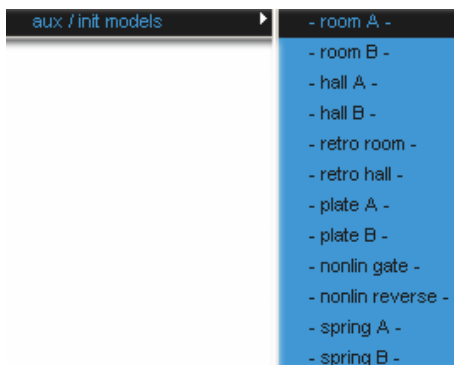 aux / init models
- room A -
- room B -
- hall A -
- hall B -
- retro room -
- retro hall -
- plate A -
- plate B -
- nonlin gate -
- nonlin reverse -
- spring A -
- spring B -